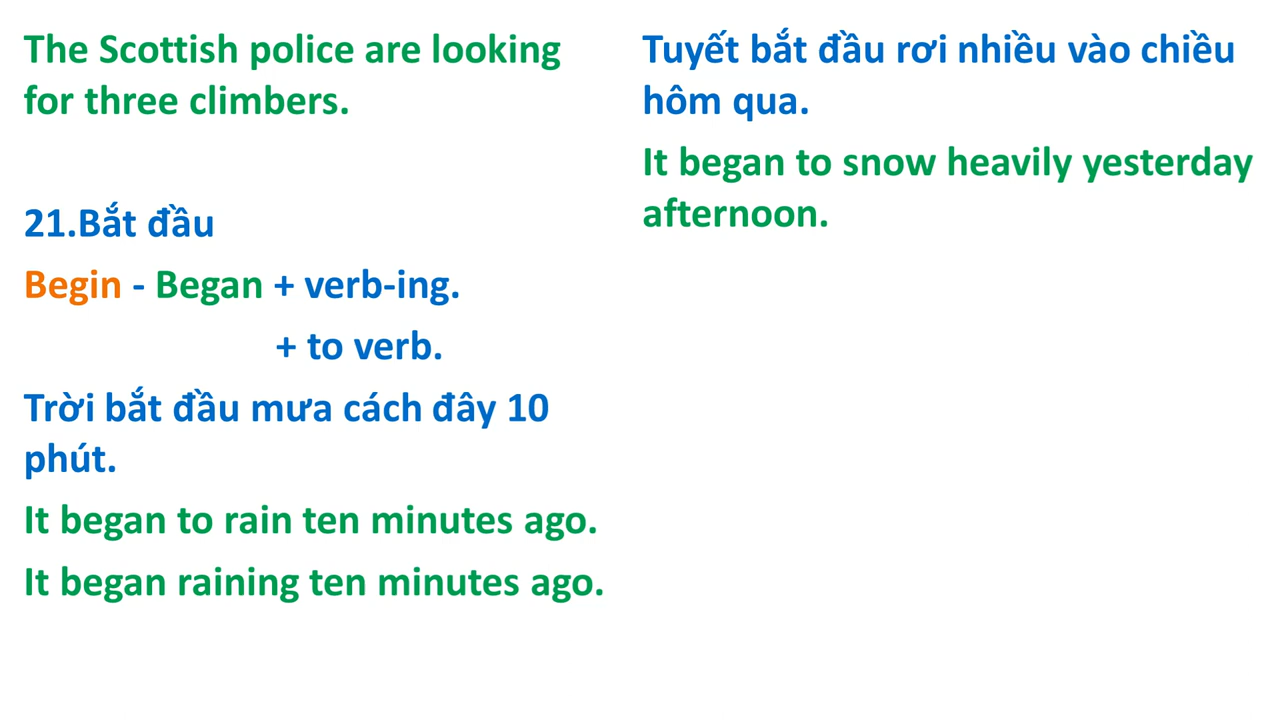 The Scottish police are looking
for three climbers.
21.Bắt đầu
Begin - Began + verb-ing.
+ to verb.
Trời bắt đầu mưa cách đây 10
phút.
It began to rain ten minutes ago.
It began raining ten minutes ago.
Tuyết bắt đầu rơi nhiều vào chiều
hôm qua.
It began to snow heavily yesterday
afternoon.